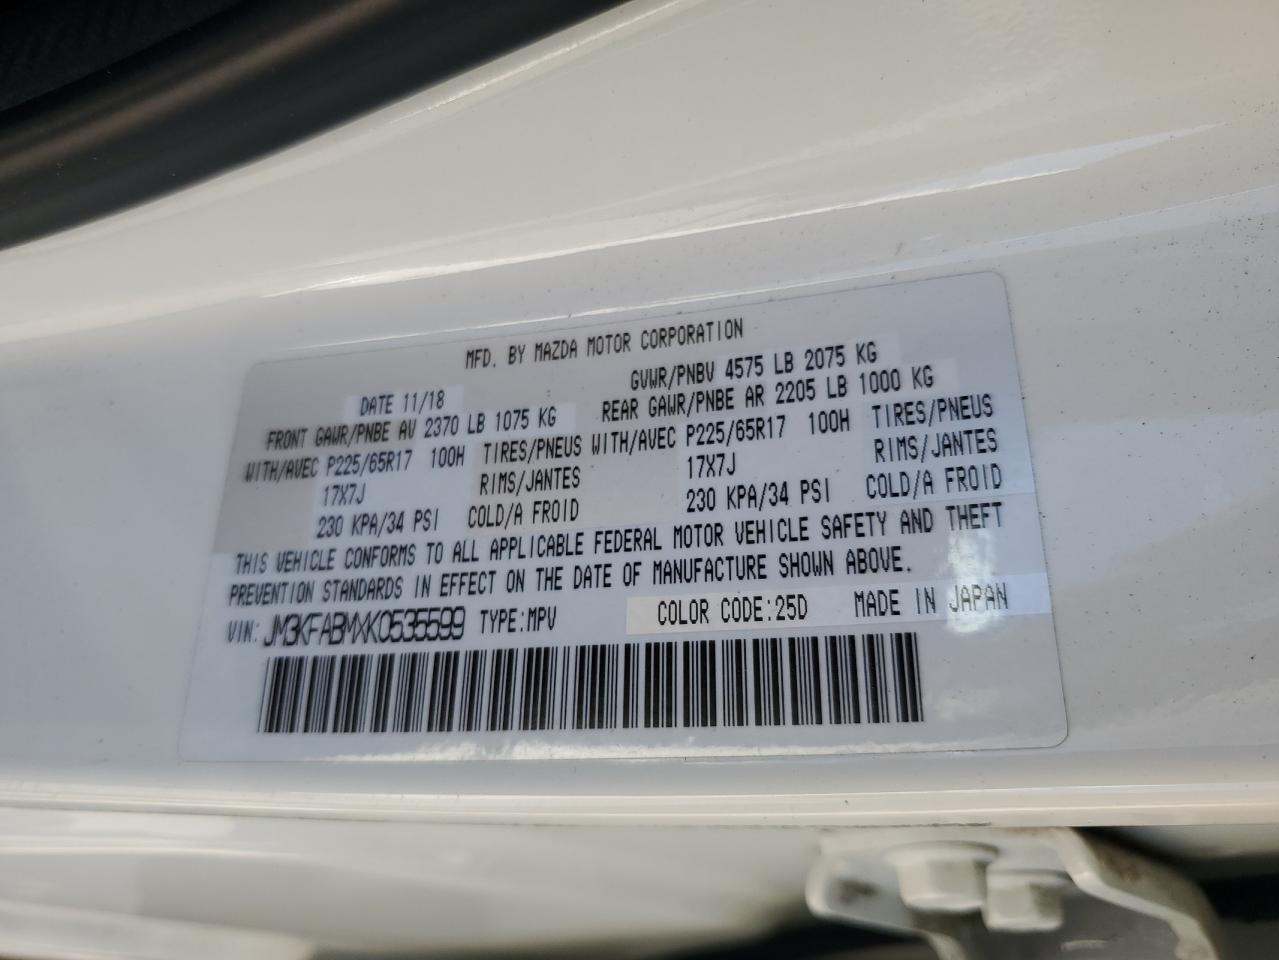 MFD. BY MAZDA MOTOR CORPORATION
DATE 11/18 GVWR/PNBV 4575 LB 2075 KG
FRONT GAWR/PNBE AV 2370 LB 1075 KG REAR GAWR/PNBE AR 2205 LB 1000 KG
WITH/AVEC P225/65R17 100H TIRES/PNEUS WITH/AVEC P225/65R17 100H TIRES/PNEUS
17X7J RIMS/JANTES 17X7J RIMS/JANTES
230 KPA/34 PSI COLD/A FROID 230 KPA/34 PSI COLD/A FROID
THIS VEHICLE CONFORMS TO ALL APPLICABLE FEDERAL MOTOR VEHICLE SAFETY AND THEFT
PREVENTION STANDARDS IN EFFECT ON THE DATE OF MANUFACTURE SHOWN ABOVE.
VIN: JM3KFABMXK0535599 TYPE:MPV COLOR CODE:25D MADE IN JAPAN